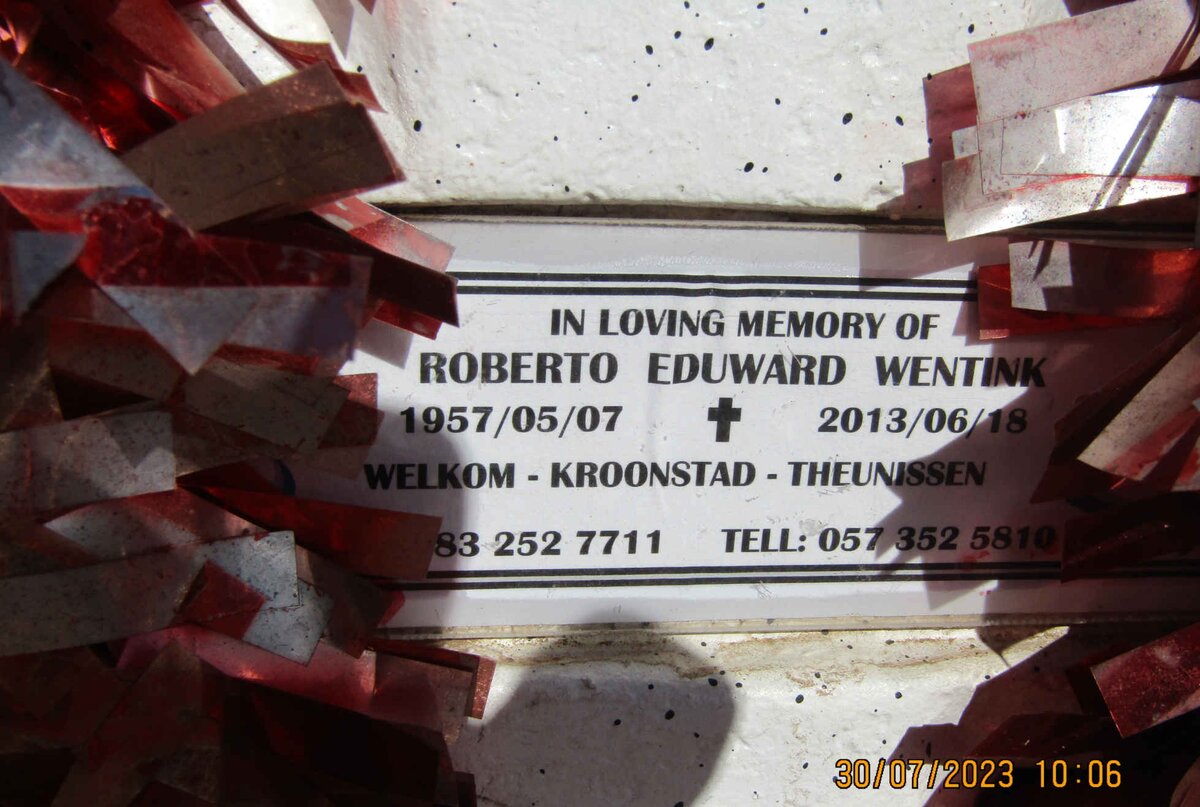 IN LOVING MEMORY OF
ROBERTO EDUWARD WENTINK
1957/05/07 2013/06/18
WELKOM - KROONSTAD - THEUNISSEN
83 252 7711 TELL: 057 352 5810
30/07/2023 10:06